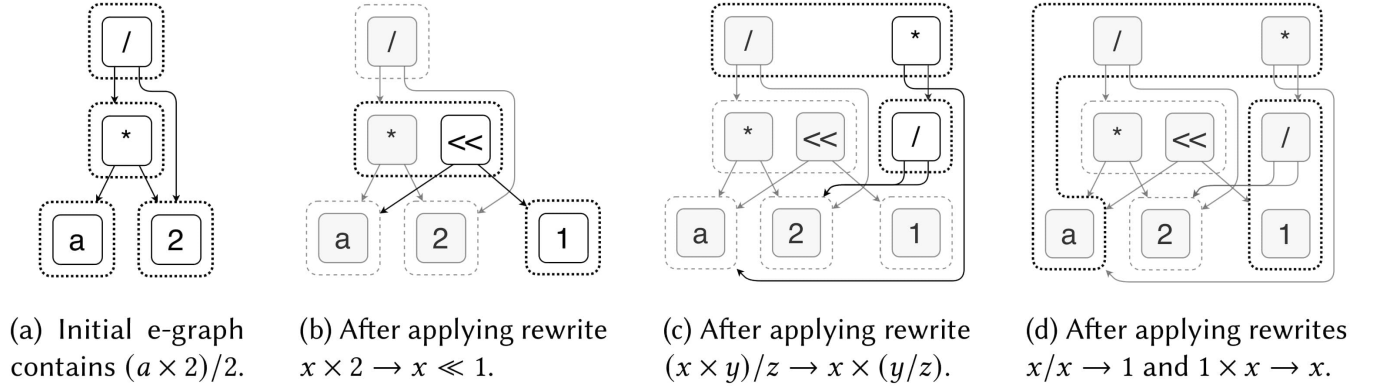 /
*
a
2
/
*
<<
a
2
1
/
*
*
<<
/
a
2
1
/
*
*
<<
/
a
2
1
(a) Initial e-graph
contains (a × 2)/2.
(b) After applying rewrite
x × 2 → x ≪ 1.
(c) After applying rewrite
(x × y)/z → x × (y/z).
(d) After applying rewrites
x/x → 1 and 1 × x → x.